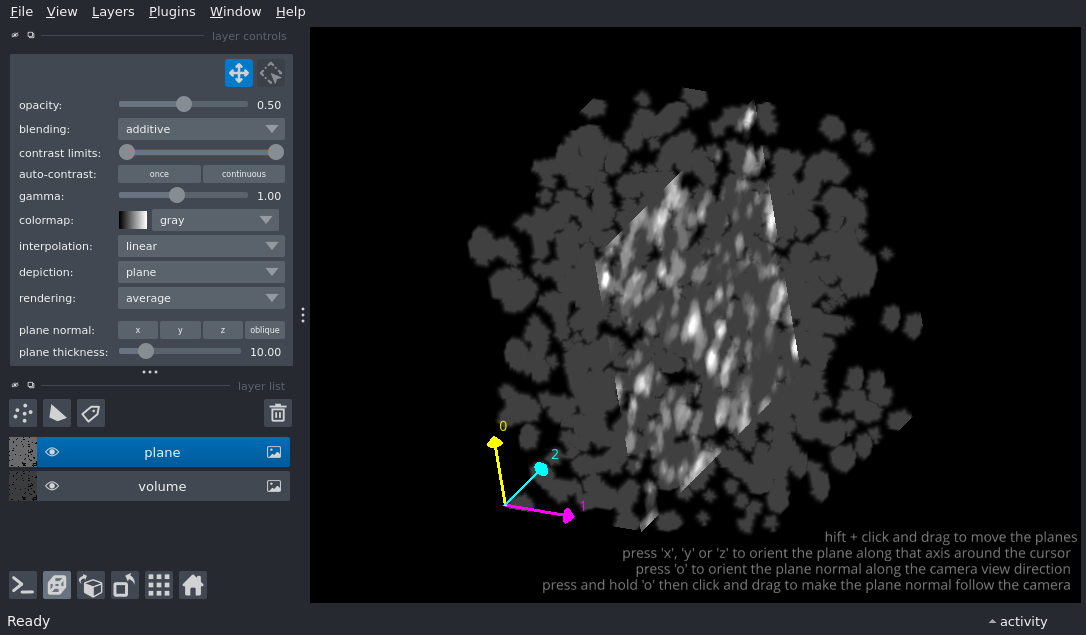 File View Layers Plugins Window Help
layer controls
opacity: 0.50
blending: additive
contrast limits:
auto-contrast: once continuous
gamma: 1.00
colormap: gray
interpolation: linear
depiction: plane
rendering: average
plane normal: x y z oblique
plane thickness: 10.00
layer list
plane
volume
0
2
1
hift + click and drag to move the planes
press 'x', 'y' or 'z' to orient the plane along that axis around the cursor
press 'o' to orient the plane normal along the camera view direction
press and hold 'o' then click and drag to make the plane normal follow the camera
Ready
activity